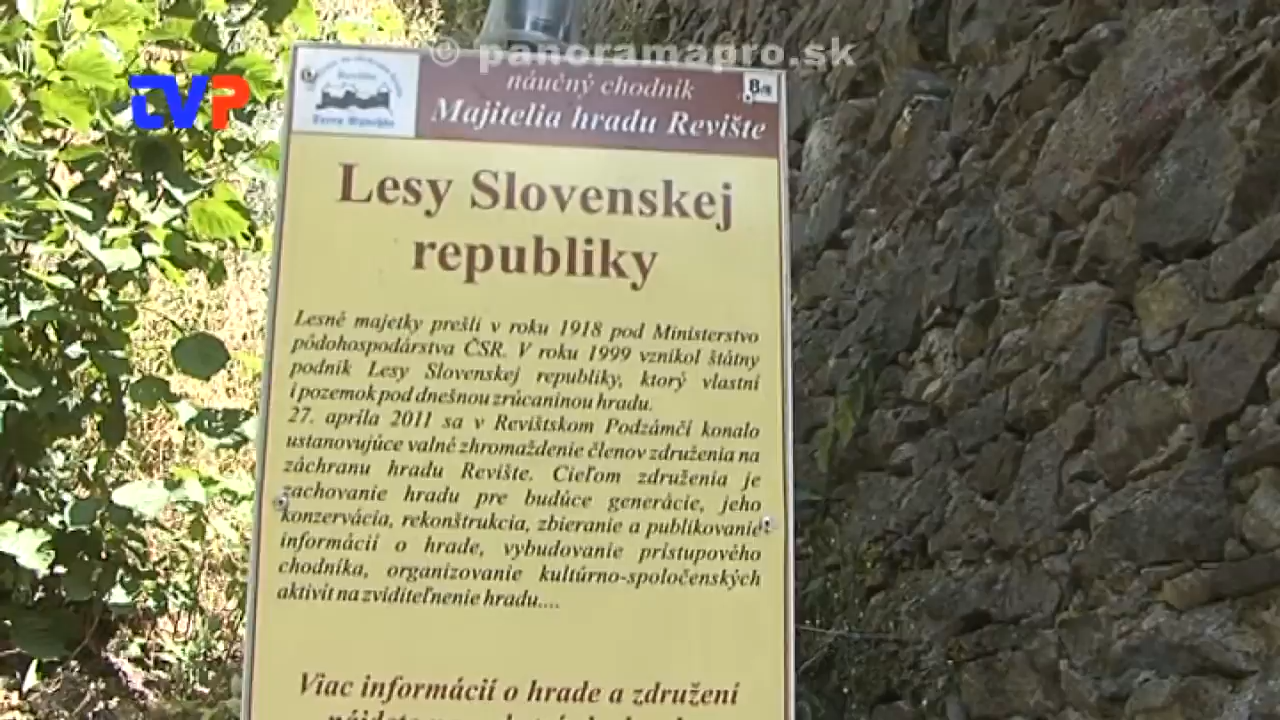 © panoramapro.sk
TVP
náučný chodník
Majitelia hradu Revište
Lesy Slovenskej
republiky
Lesné majetky prešli v roku 1918 pod Ministerstvo
pôdohospodárstva ČSR. V roku 1999 vznikol štátny
podnik Lesy Slovenskej republiky, ktorý vlastní
i pozemok pod dnešnou zrúcaninou hradu.
27. apríla 2011 sa v Revištskom Podzámčí konalo
ustanovujúce valné zhromaždenie členov združenia na
záchranu hradu Revište. Cieľom združenia je
zachovanie hradu pre budúce generácie, jeho
konzervácia, rekonštrukcia, zbieranie a publikovanie
informácií o hrade, vybudovanie prístupového
chodníka, organizovanie kultúrno-spoločenských
aktivít na zviditeľnenie hradu....
Viac informácií o hrade a združení